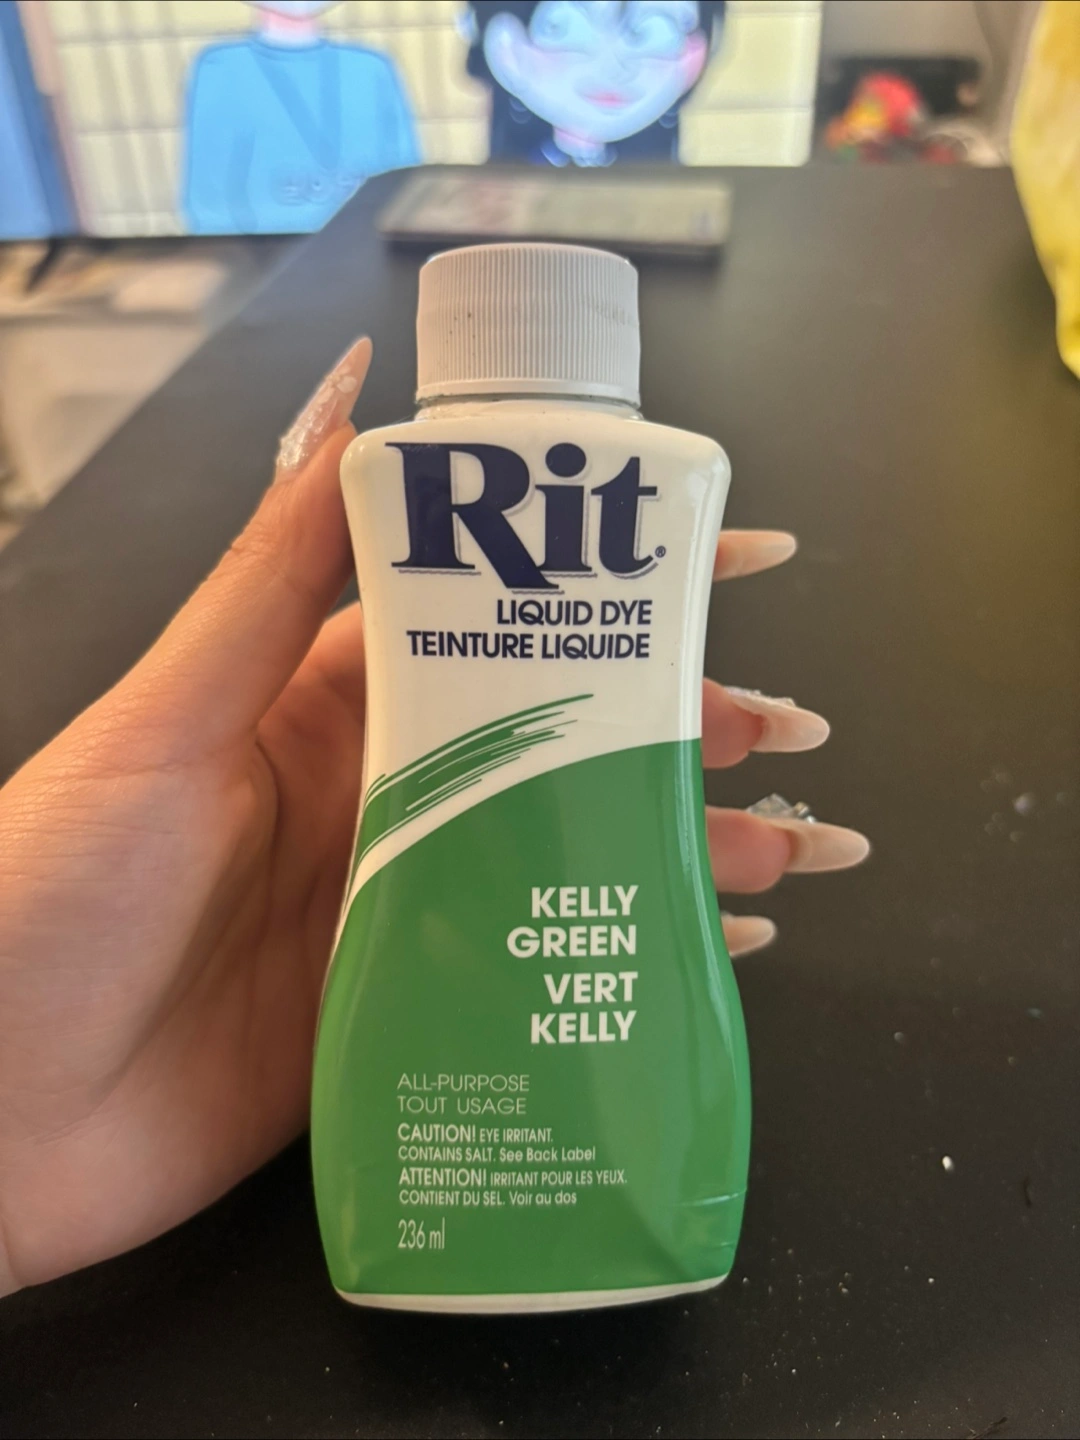 Rit®
LIQUID DYE
TEINTURE LIQUIDE
KELLY
GREEN
VERT
KELLY
ALL-PURPOSE
TOUT USAGE
CAUTION! EYE IRRITANT.
CONTAINS SALT. See Back Label
ATTENTION! IRRITANT POUR LES YEUX.
CONTIENT DU SEL. Voir au dos
236 ml